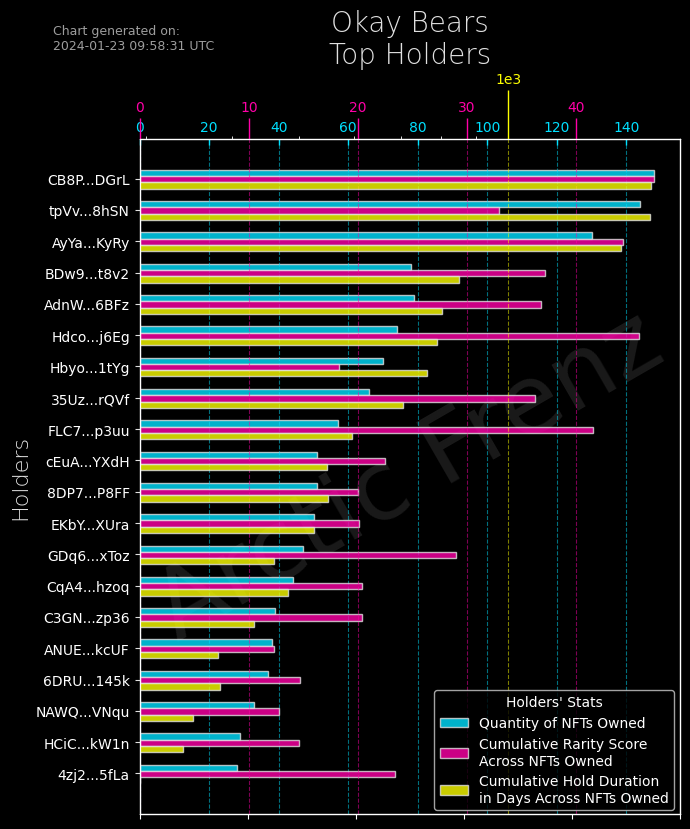 Chart generated on:
2024-01-23 09:58:31 UTC
Okay Bears
Top Holders
1e3
0 10 20 30 40
0 20 40 60 80 100 120 140
Holders
CB8P...DGrL
tpVv...8hSN
AyYa...KyRy
BDw9...t8v2
AdnW...6BFz
Hdco...j6Eg
Hbyo...1tYg
35Uz...rQVf
FLC7...p3uu
cEuA...YXdH
8DP7...P8FF
EKbY...XUra
GDq6...xToz
CqA4...hzoq
C3GN...zp36
ANUE...kcUF
6DRU...145k
NAWQ...VNqu
HCiC...kW1n
4zj2...5fLa
Arctic Frenz
Holders' Stats
Quantity of NFTs Owned
Cumulative Rarity Score
Across NFTs Owned
Cumulative Hold Duration
in Days Across NFTs Owned